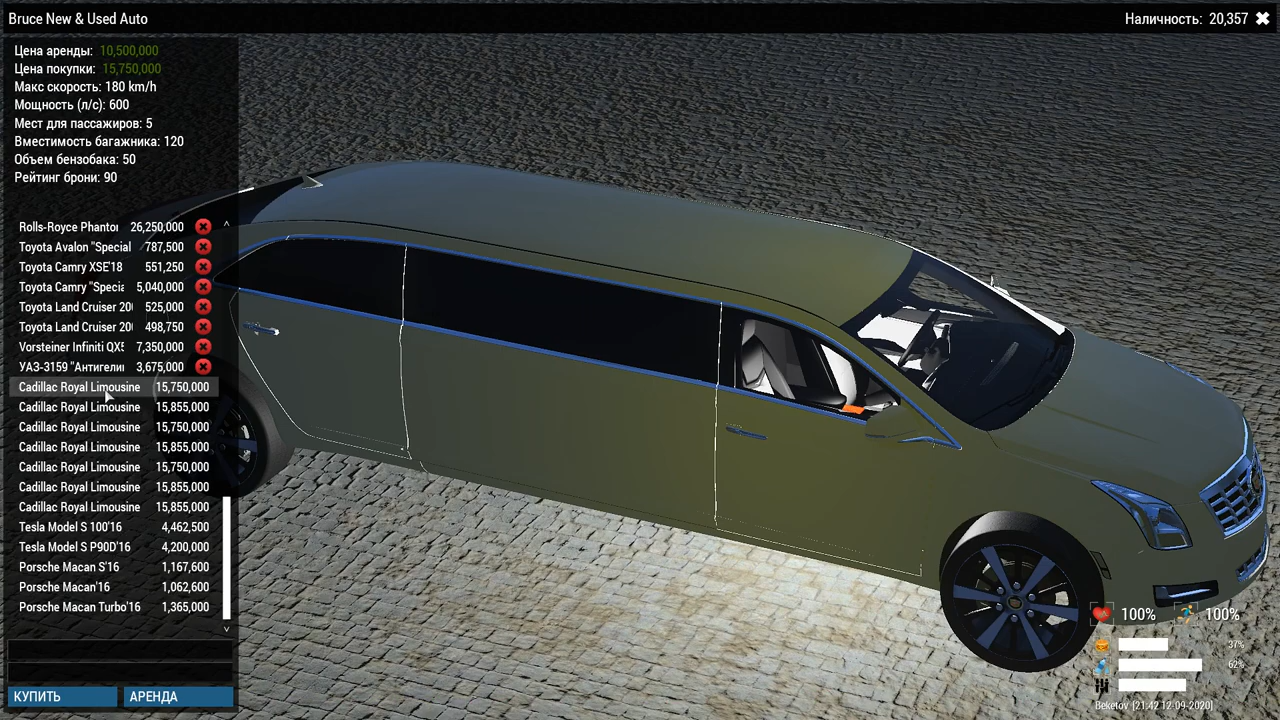 Bruce New & Used Auto
Наличность: 20,357
Цена аренды: 10,500,000
Цена покупки: 15,750,000
Макс скорость: 180 km/h
Мощность (л/с): 600
Мест для пассажиров: 5
Вместимость багажника: 120
Объем бензобака: 50
Рейтинг брони: 90
Rolls-Royce Phanto 26,250,000
Toyota Avalon "Special 787,500
Toyota Camry XSE'18 551,250
Toyota Camry "Specia 5,040,000
Toyota Land Cruiser 20 525,000
Toyota Land Cruiser 20 498,750
Vorsteiner Infiniti QX 7,350,000
УАЗ-3159 "Антигели 3,675,000
Cadillac Royal Limousine 15,750,000
Cadillac Royal Limousine 15,855,000
Cadillac Royal Limousine 15,750,000
Cadillac Royal Limousine 15,855,000
Cadillac Royal Limousine 15,750,000
Cadillac Royal Limousine 15,855,000
Cadillac Royal Limousine 15,855,000
Tesla Model S 100'16 4,462,500
Tesla Model S P90D'16 4,200,000
Porsche Macan S'16 1,167,600
Porsche Macan'16 1,062,600
Porsche Macan Turbo'16 1,365,000
КУПИТЬ
АРЕНДА
100% 100%
37%
62%
Beketov [21:42 12-09-2020]